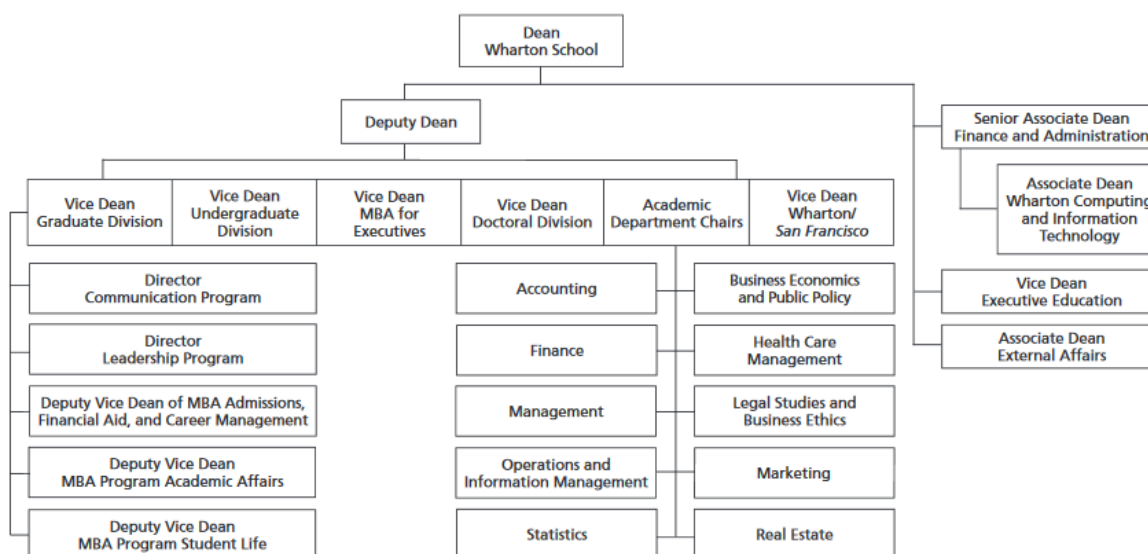 Dean
Wharton School
Deputy Dean
Senior Associate Dean
Finance and Administration
Associate Dean
Wharton Computing
and Information
Technology
Vice Dean
Executive Education
Associate Dean
External Affairs
Vice Dean
Graduate Division
Vice Dean
Undergraduate
Division
Vice Dean
MBA for
Executives
Vice Dean
Doctoral Division
Academic
Department Chairs
Vice Dean
Wharton/
San Francisco
Director
Communication Program
Director
Leadership Program
Deputy Vice Dean of MBA Admissions,
Financial Aid, and Career Management
Deputy Vice Dean
MBA Program Academic Affairs
Deputy Vice Dean
MBA Program Student Life
Accounting
Business Economics
and Public Policy
Finance
Health Care
Management
Management
Legal Studies and
Business Ethics
Operations and
Information Management
Marketing
Statistics
Real Estate